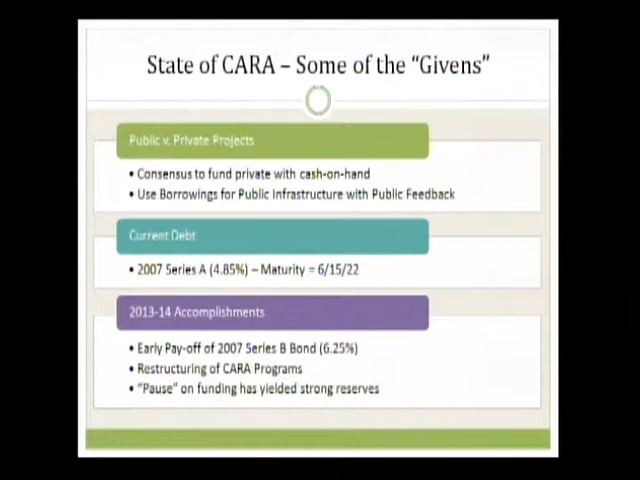 State of CARA – Some of the “Givens”
Public v. Private Projects
• Consensus to fund private with cash-on-hand
• Use Borrowings for Public Infrastructure with Public Feedback
Current Debt
• 2007 Series A (4.85%) – Maturity = 6/15/22
2013-14 Accomplishments
• Early Pay-off of 2007 Series B Bond (6.25%)
• Restructuring of CARA Programs
• “Pause” on funding has yielded strong reserves